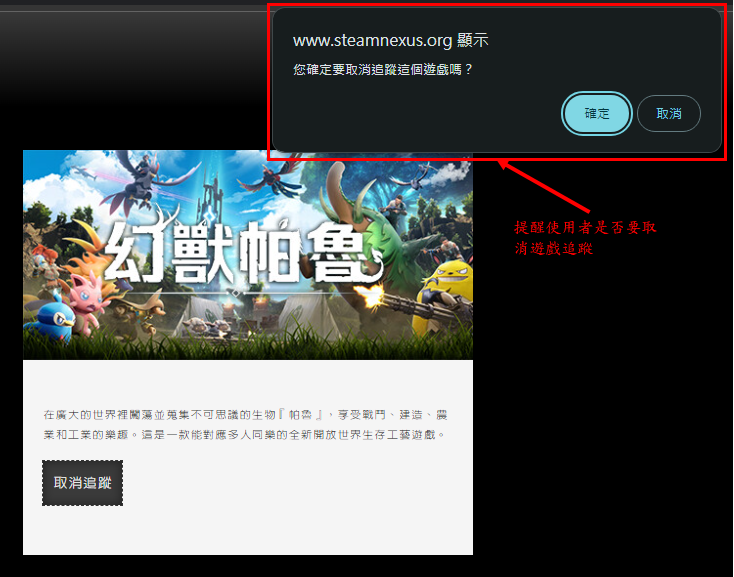 www.steamnexus.org 顯示
您確定要取消追蹤這個遊戲嗎？
確定
取消
幻獸帕魯
提醒使用者是否要取
消遊戲追蹤
在廣大的世界裡闖蕩並蒐集不可思議的生物『帕魯』，享受戰鬥、建造、農
業和工業的樂趣。這是一款能對應多人同樂的全新開放世界生存工藝遊戲。
取消追蹤